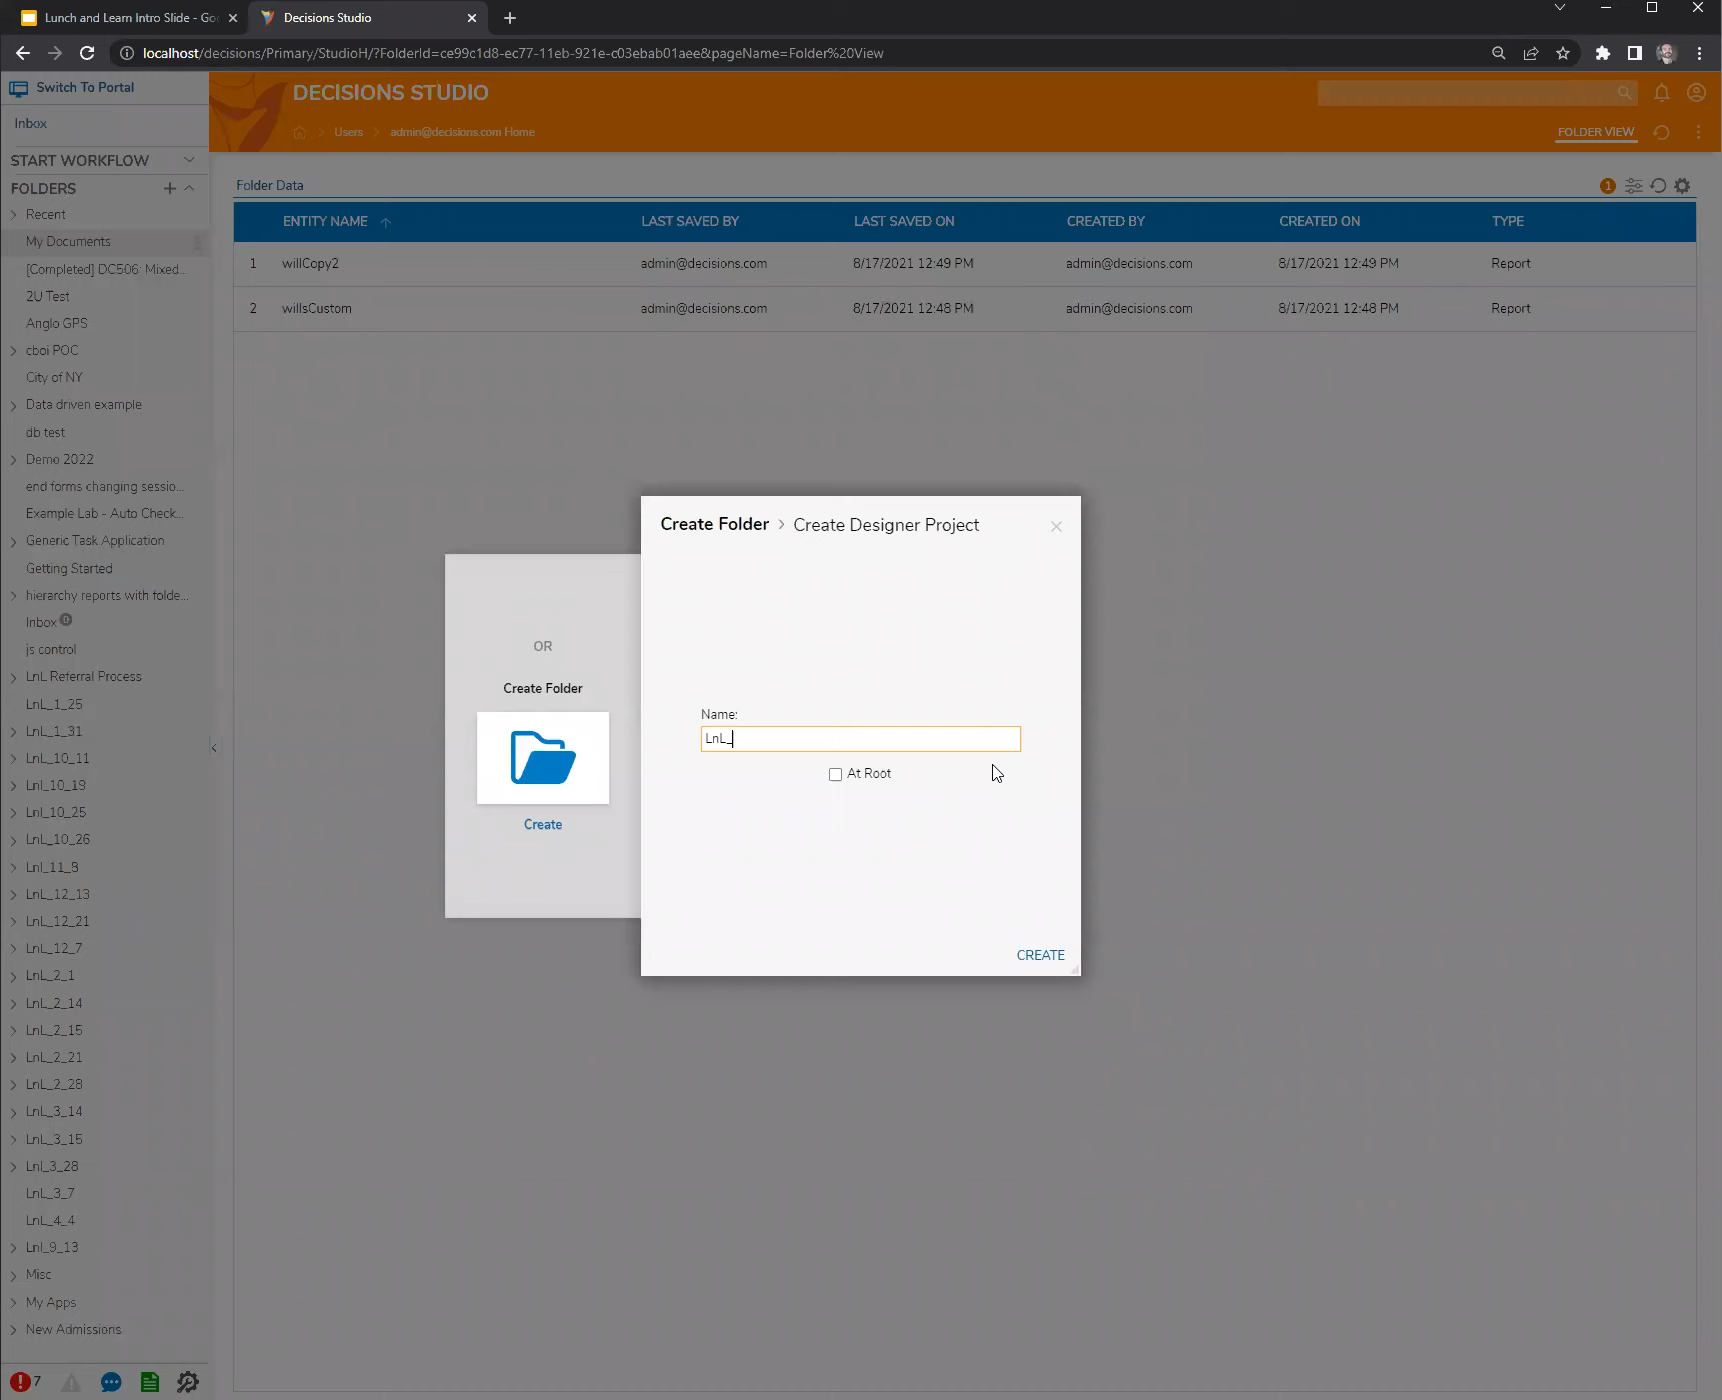 Lunch and Learn Intro Slide - Goo
Decisions Studio
localhost/decisions/Primary/StudioH/?FolderId=ce99c1d8-ec77-11eb-921e-c03ebab01aee&pageName=Folder%20View
Switch To Portal
DECISIONS STUDIO
Users > admin@decisions.com Home
FOLDER VIEW
Inbox
START WORKFLOW
FOLDERS
Recent
My Documents
[Completed] DC506: Mixed...
2U Test
Anglo GPS
cboi POC
City of NY
Data driven example
db test
Demo 2022
end forms changing sessio...
Example Lab - Auto Check...
Generic Task Application
Getting Started
hierarchy reports with folde...
Inbox 0
js control
LnL Referral Process
LnL_1_25
LnL_1_31
LnL_10_11
Lnl_10_19
Lnl_10_25
LnL_10_26
Lnl_11_8
LnL_12_13
LnL_12_21
LnL_12_7
LnL_2_1
LnL_2_14
LnL_2_15
LnL_2_21
LnL_2_28
LnL_3_14
LnL_3_15
LnL_3_28
LnL_3_7
LnL_4_4
Lnl_9_13
Misc
My Apps
New Admissions
7
Folder Data
1
ENTITY NAME LAST SAVED BY LAST SAVED ON CREATED BY CREATED ON TYPE
1 willCopy2 admin@decisions.com 8/17/2021 12:49 PM admin@decisions.com 8/17/2021 12:49 PM Report
2 willsCustom admin@decisions.com 8/17/2021 12:48 PM admin@decisions.com 8/17/2021 12:48 PM Report
OR
Create Folder
Create
Create Folder > Create Designer Project
Name:
LnL_
At Root
CREATE